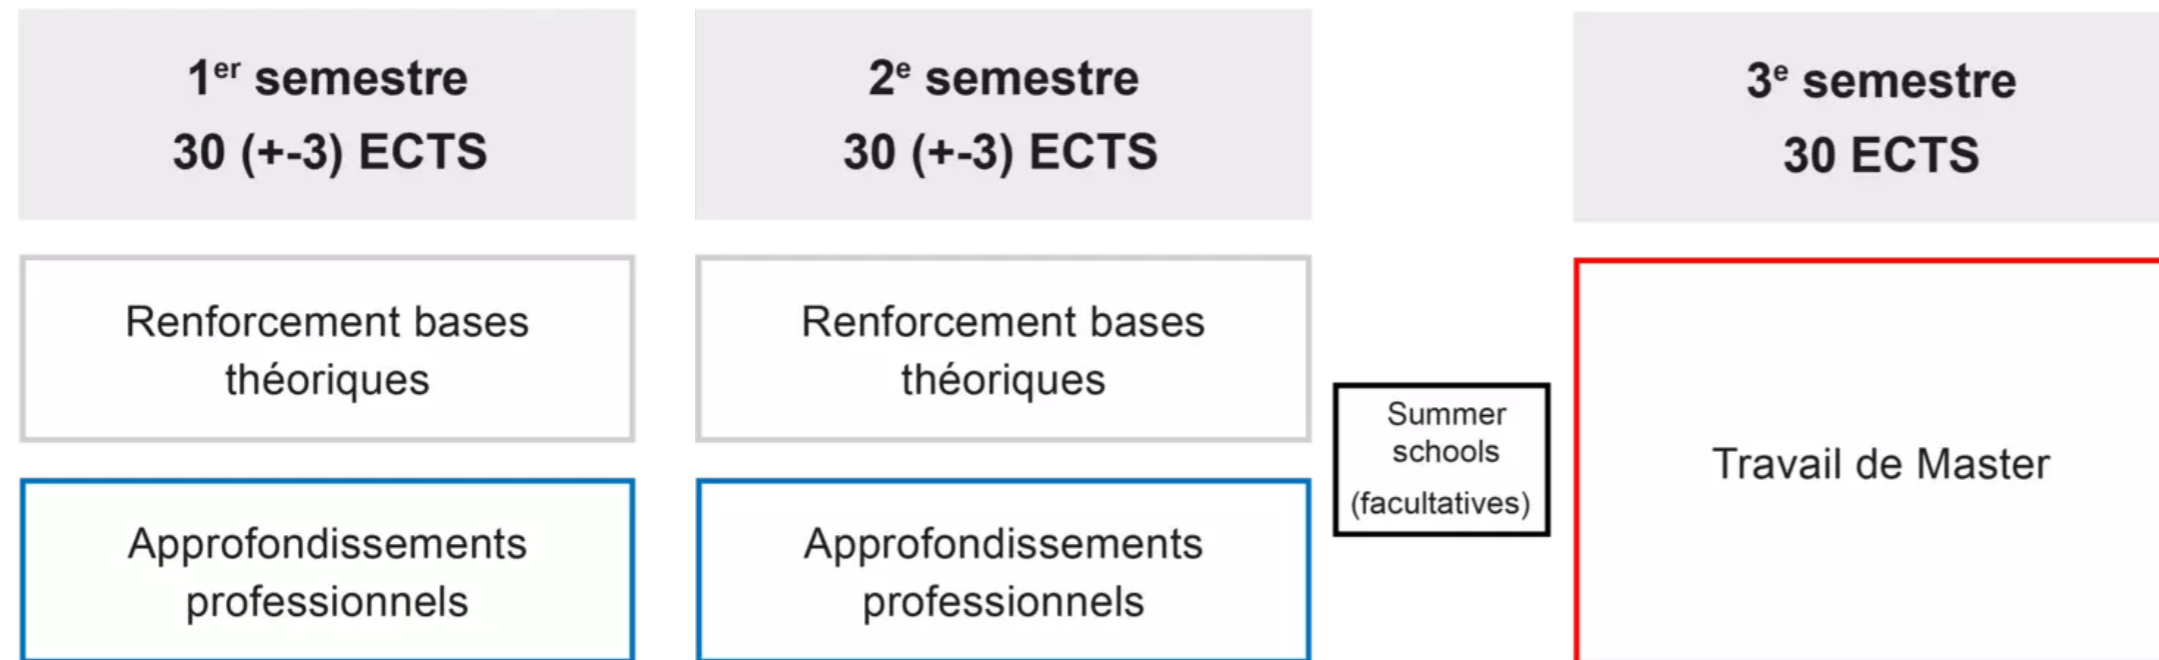 1er semestre
30 (+-3) ECTS
Renforcement bases
théoriques
Approfondissements
professionnels
2e semestre
30 (+-3) ECTS
Renforcement bases
théoriques
Approfondissements
professionnels
Summer
schools
(facultatives)
3e semestre
30 ECTS
Travail de Master